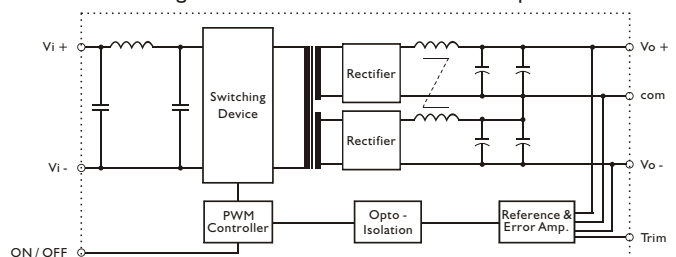 Vi +
Switching
Device
Rectifier
Rectifier
Vo +
com
Vi -
Vo -
PWM
Controller
Opto -
Isolation
Reference &
Error Amp.
Trim
ON / OFF